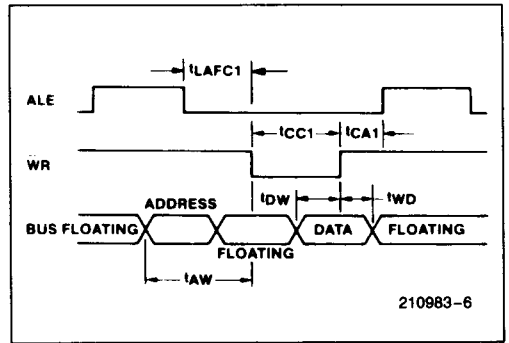 tLAFC1
ALE
tCC1 tCA1
WR
ADDRESS
tDW tWD
BUS FLOATING FLOATING DATA FLOATING
tAW
210983-6